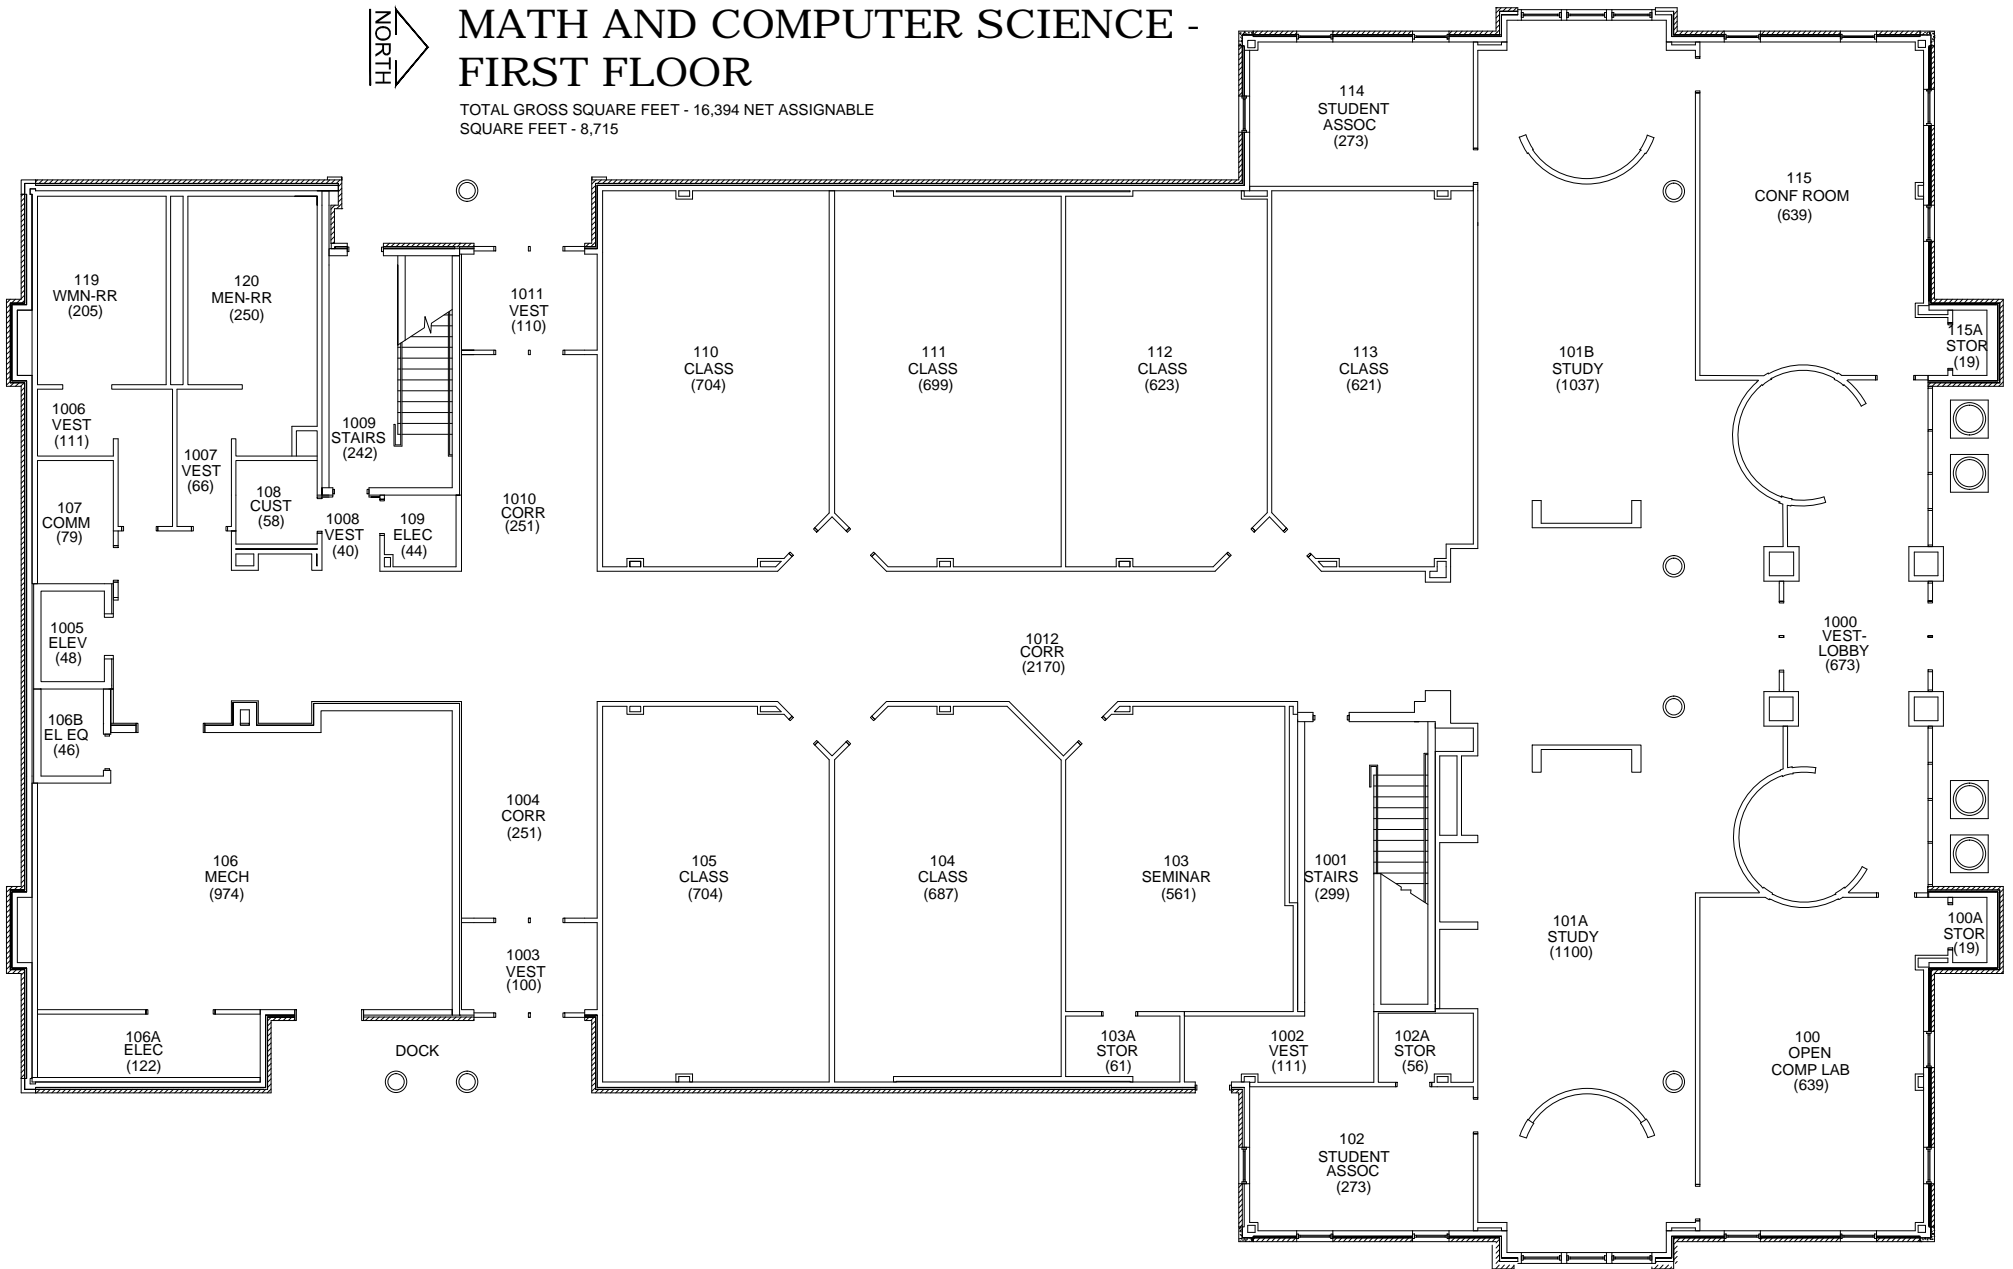 NORTH
MATH AND COMPUTER SCIENCE -
FIRST FLOOR
TOTAL GROSS SQUARE FEET - 16,394 NET ASSIGNABLE
SQUARE FEET - 8,715
114
STUDENT
ASSOC
(273)
115
CONF ROOM
(639)
119
WMN-RR
(205)
120
MEN-RR
(250)
1011
VEST
(110)
110
CLASS
(704)
111
CLASS
(699)
112
CLASS
(623)
113
CLASS
(621)
101B
STUDY
(1037)
115A
STOR
(19)
1006
VEST
(111)
1009
STAIRS
(242)
1007
VEST
(66)
108
CUST
(58)
107
COMM
(79)
1008
VEST
(40)
109
ELEC
(44)
1010
CORR
(251)
1005
ELEV
(48)
1012
CORR
(2170)
1000
VEST-
LOBBY
(673)
106B
EL EQ
(46)
1004
CORR
(251)
106
MECH
(974)
105
CLASS
(704)
104
CLASS
(687)
103
SEMINAR
(561)
1001
STAIRS
(299)
101A
STUDY
(1100)
100A
STOR
(19)
1003
VEST
(100)
106A
ELEC
(122)
DOCK
103A
STOR
(61)
1002
VEST
(111)
102A
STOR
(56)
100
OPEN
COMP LAB
(639)
102
STUDENT
ASSOC
(273)